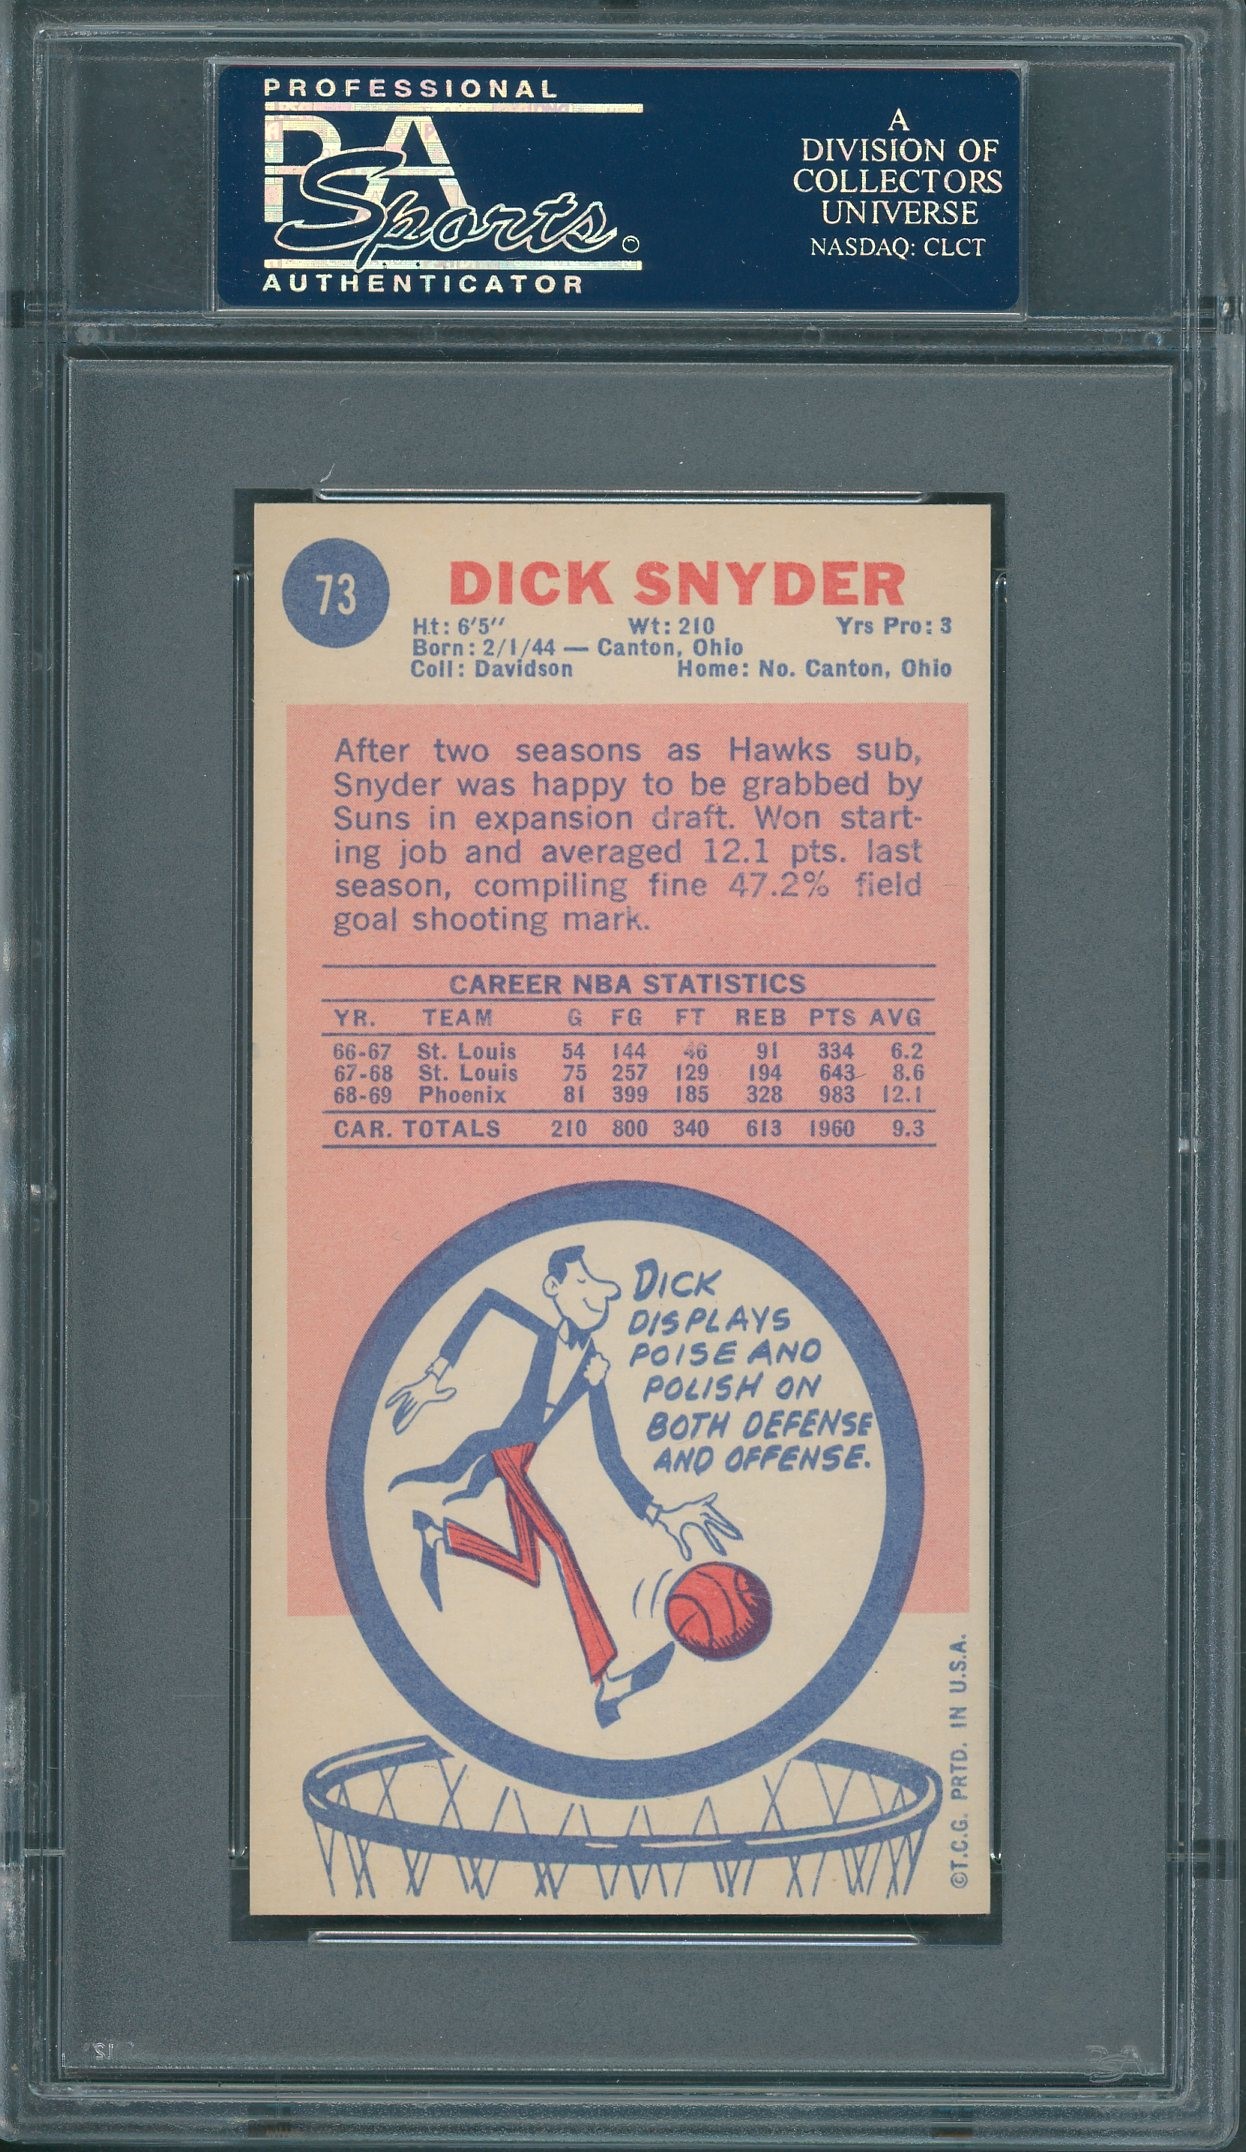 PROFESSIONAL
PSA
Sports
©
AUTHENTICATOR
A
DIVISION OF
COLLECTORS
UNIVERSE
NASDAQ: CLCT
73
DICK SNYDER
Ht: 6'5" Wt: 210 Yrs Pro: 3
Born: 2/1/44 — Canton, Ohio
Coll: Davidson Home: No. Canton, Ohio
After two seasons as Hawks sub,
Snyder was happy to be grabbed by
Suns in expansion draft. Won start-
ing job and averaged 12.1 pts. last
season, compiling fine 47.2% field
goal shooting mark.
CAREER NBA STATISTICS
YR. TEAM G FG FT REB PTS AVG
66-67 St. Louis 54 144 46 91 334 6.2
67-68 St. Louis 75 257 129 194 643 8.6
68-69 Phoenix 81 399 185 328 983 12.1
CAR. TOTALS 210 800 340 613 1960 9.3
DICK
DISPLAYS
POISE AND
POLISH ON
BOTH DEFENSE
AND OFFENSE.
©T.C.G. PRTD. IN U.S.A.